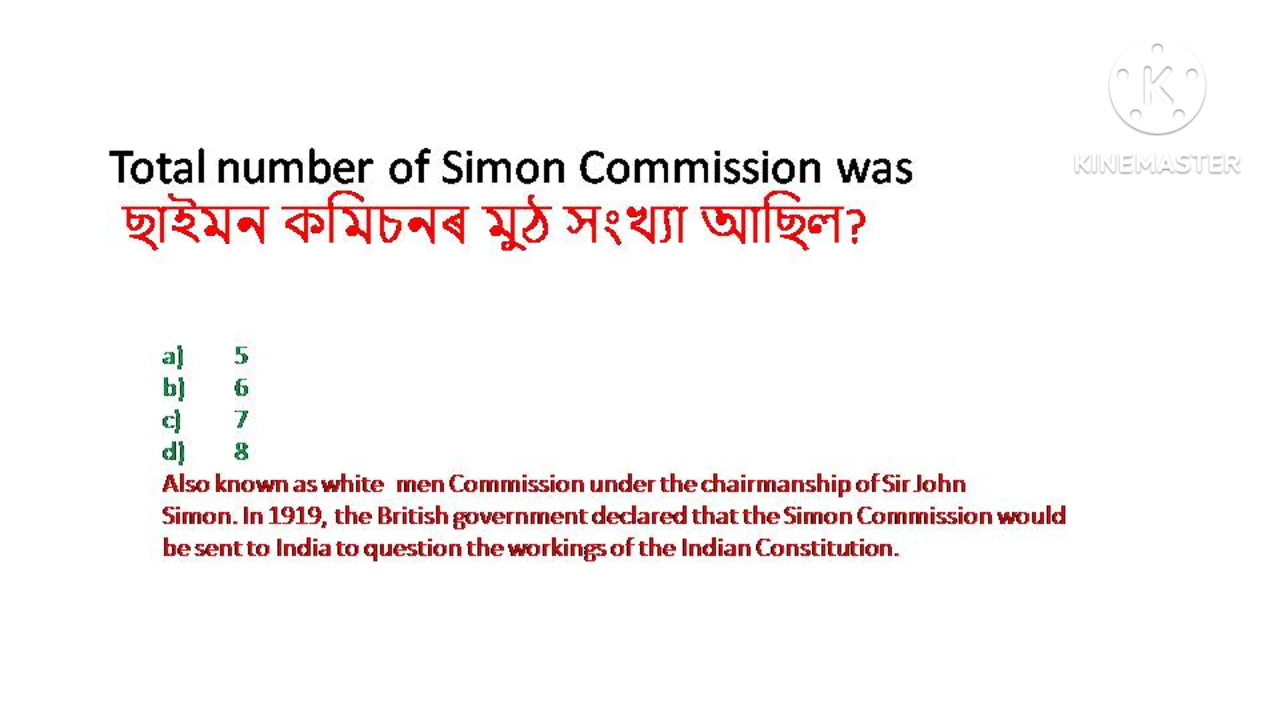 Total number of Simon Commission was
ছাইমন কমিচনৰ মুঠ সংখ্যা আছিল?
a) 5
b) 6
c) 7
d) 8
Also known as white men Commission under the chairmanship of Sir John
Simon. In 1919, the British government declared that the Simon Commission would
be sent to India to question the workings of the Indian Constitution.
K
KINEMASTER